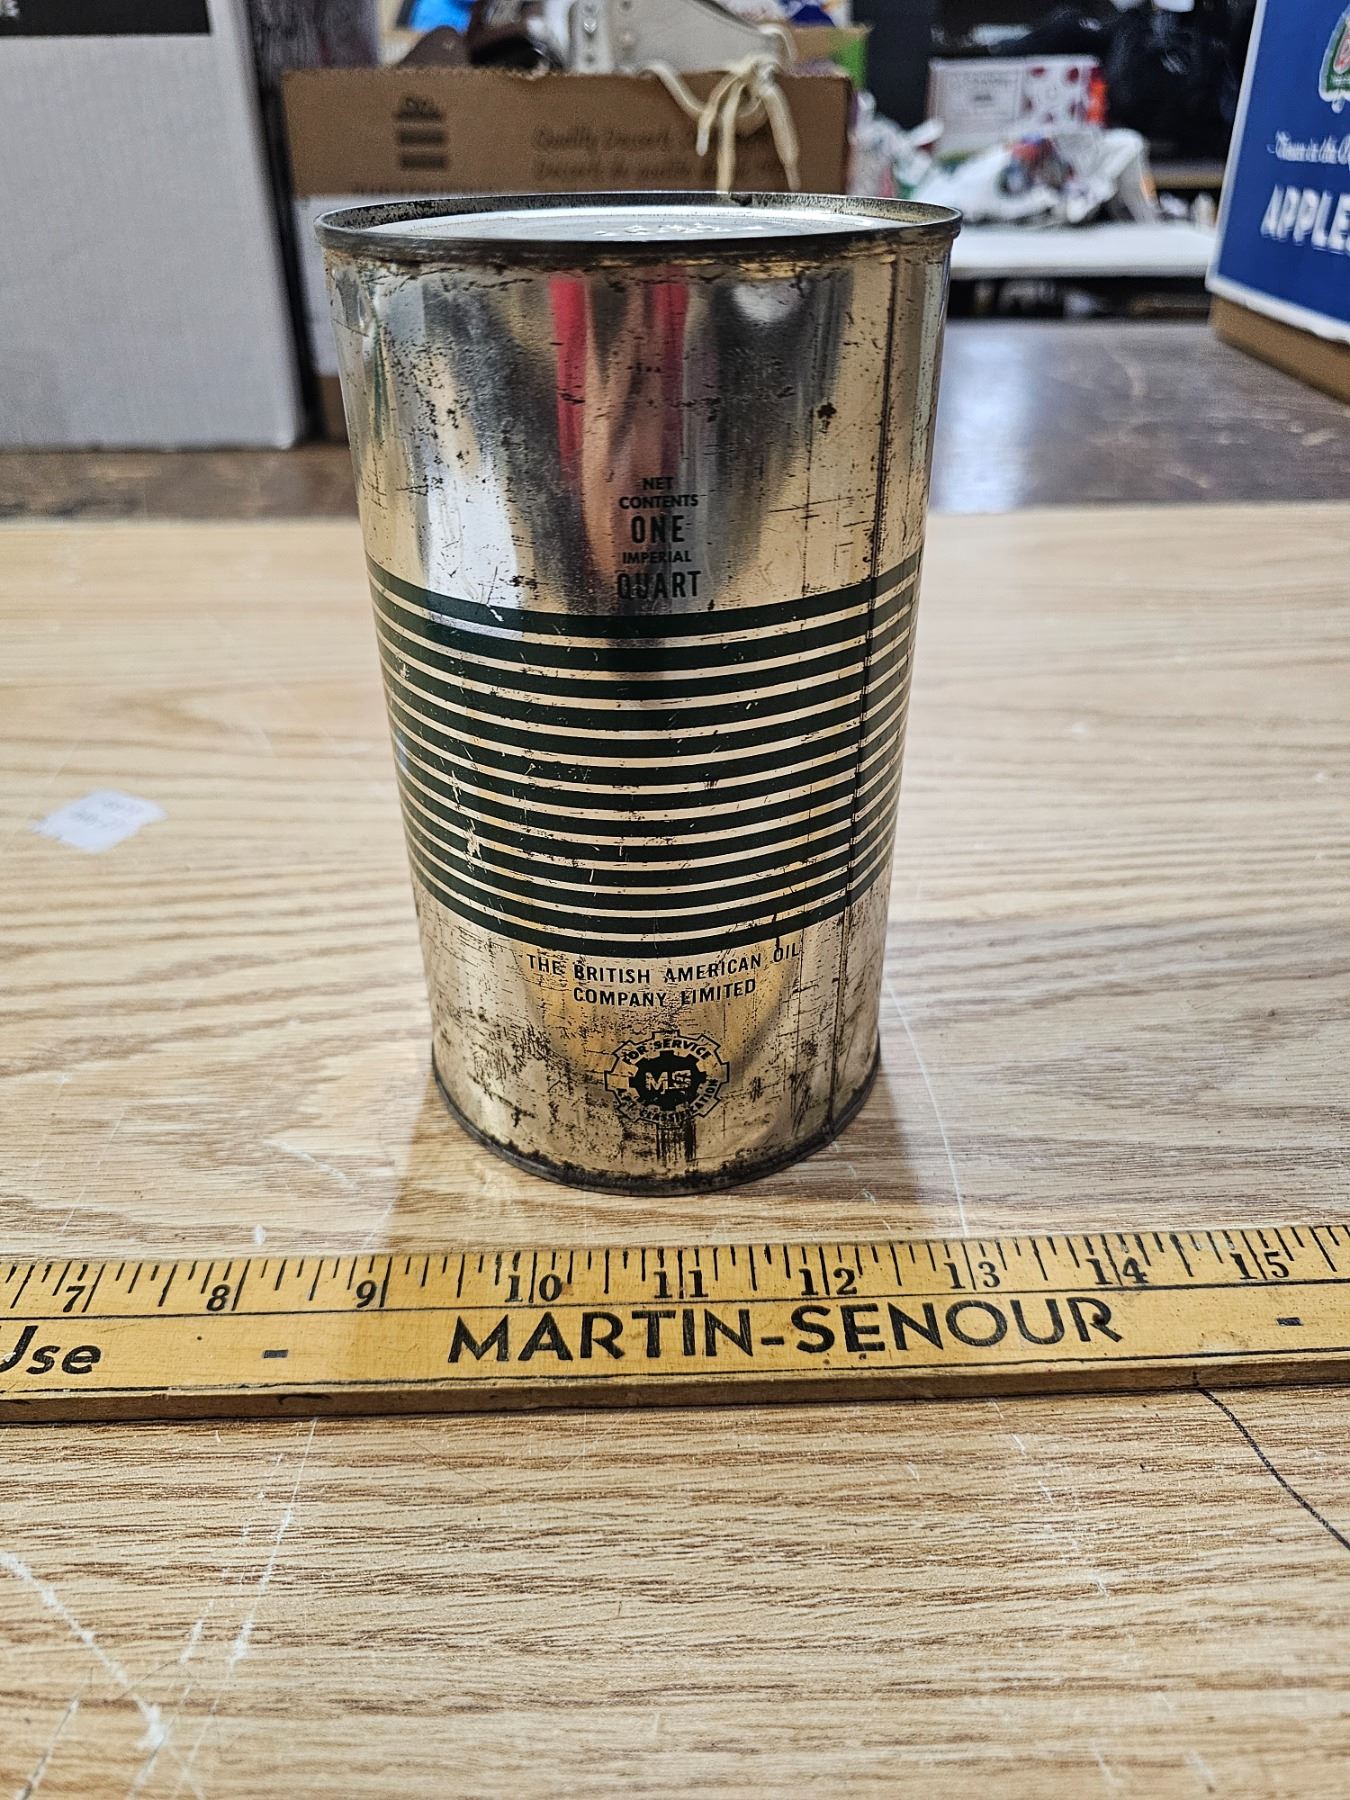 APPLE
NET
CONTENTS
ONE
IMPERIAL
QUART
THE BRITISH AMERICAN OIL
COMPANY LIMITED
FOR SERVICE
MS
A.P.I. CLASSIFICATION
7 8 9 10 11 12 13 14 15
Use - MARTIN-SENOUR -